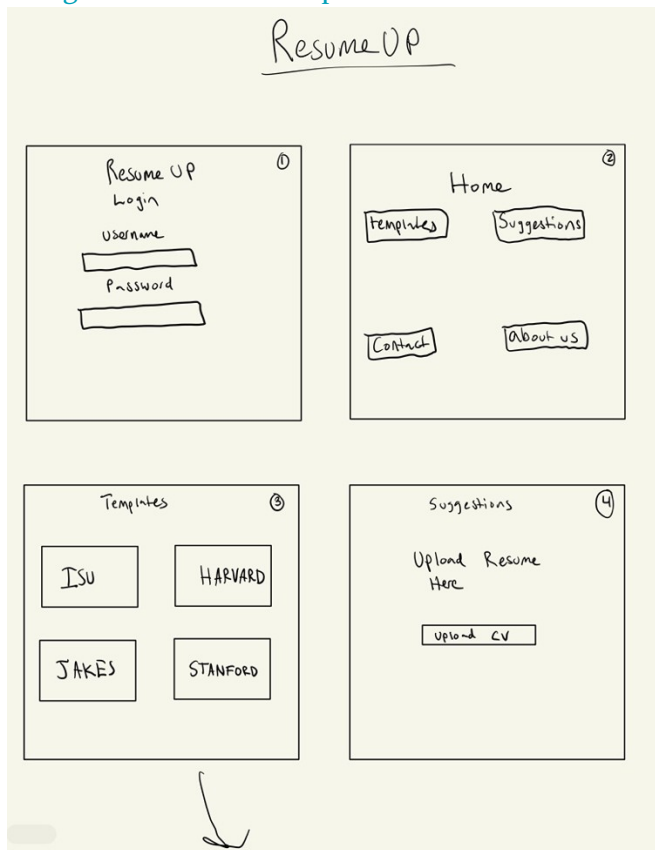 ResumeUP
①
Resume UP
Login
Username
Password
②
Home
templates
Suggestions
Contact
about us
③
Templates
ISU
HARVARD
JAKES
STANFORD
④
Suggestions
Upload Resume
Here
upload CV